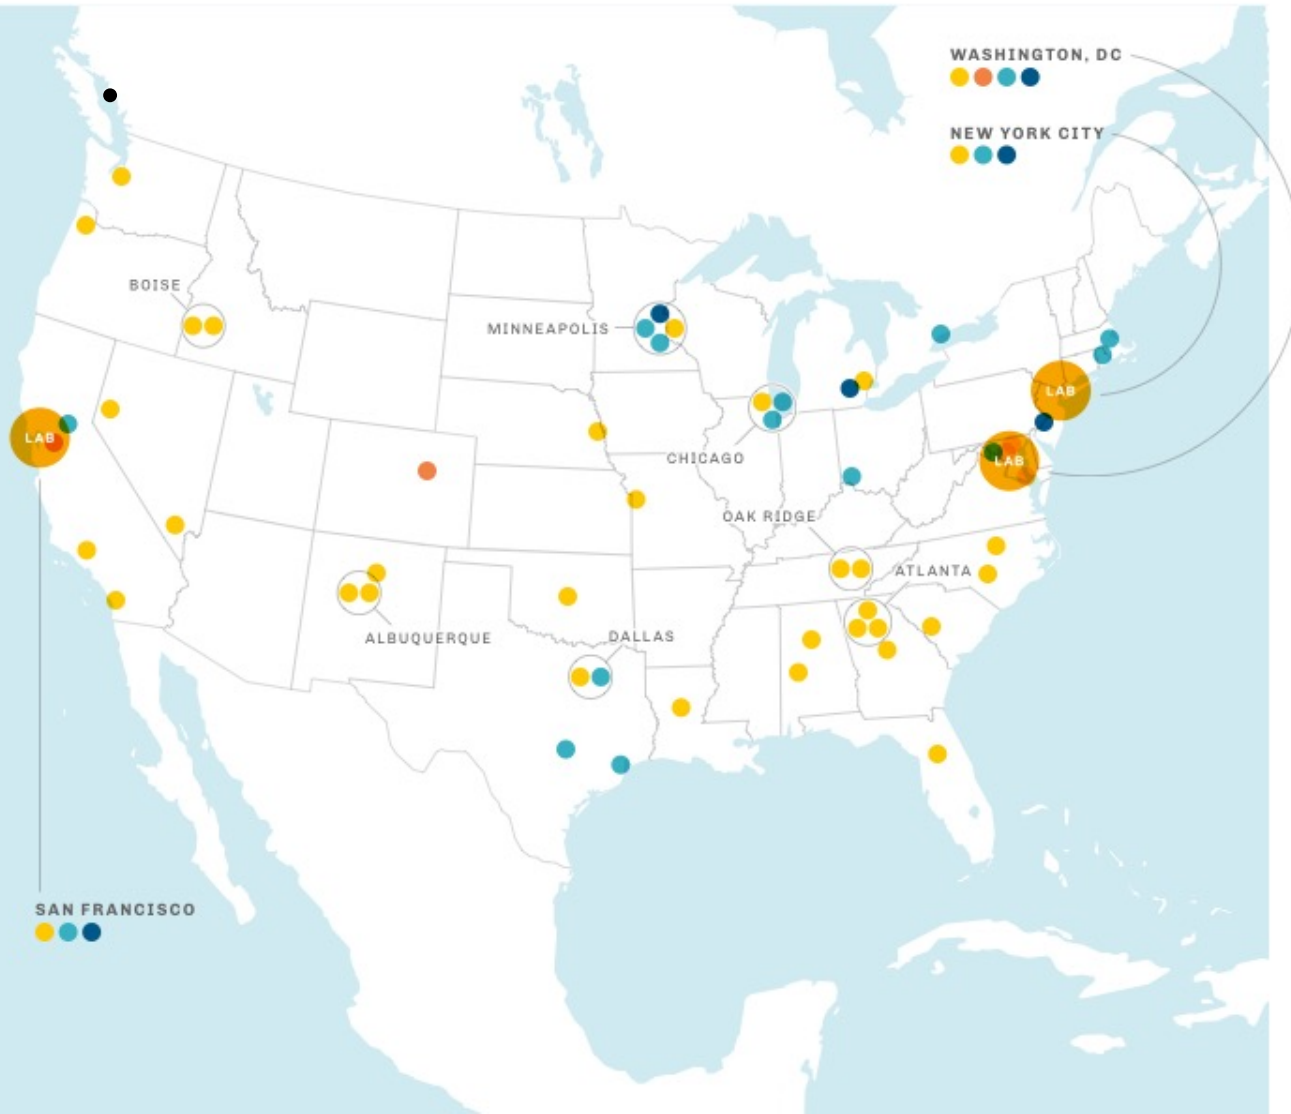 WASHINGTON, DC
NEW YORK CITY
BOISE
MINNEAPOLIS
LAB
LAB
CHICAGO
LAB
OAK RIDGE
ATLANTA
ALBUQUERQUE
DALLAS
SAN FRANCISCO